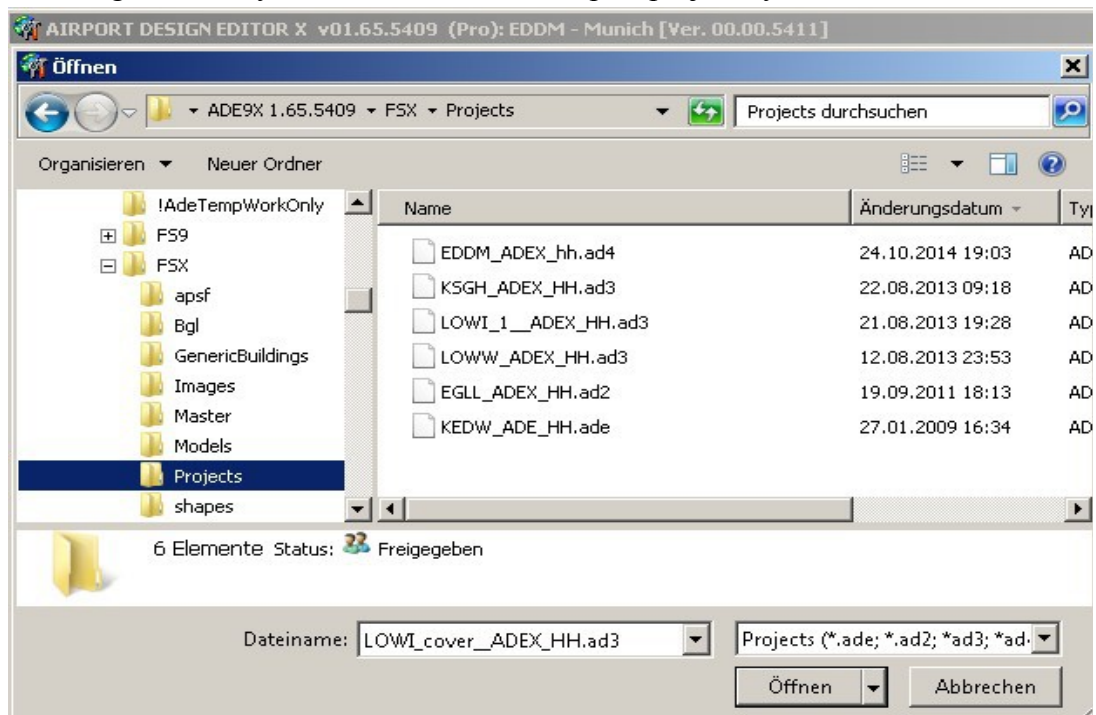 AIRPORT DESIGN EDITOR X v01.65.5409 (Pro): EDDM - Munich [Ver. 00.00.5411]
Öffnen
ADE9X 1.65.5409 FSX Projects
Projects durchsuchen
Organisieren Neuer Ordner
!AdeTempWorkOnly
FS9
FSX
apsf
Bgl
GenericBuildings
Images
Master
Models
Projects
shapes
Name Änderungsdatum Ty
EDDM_ADEX_hh.ad4 24.10.2014 19:03 AD
KSGH_ADEX_HH.ad3 22.08.2013 09:18 AD
LOWI_1__ADEX_HH.ad3 21.08.2013 19:28 AD
LOWW_ADEX_HH.ad3 12.08.2013 23:53 AD
EGLL_ADEX_HH.ad2 19.09.2011 18:13 AD
KEDW_ADE_HH.ade 27.01.2009 16:34 AD
6 Elemente Status: Freigegeben
Dateiname: LOWI_cover__ADEX_HH.ad3
Projects (*.ade; *.ad2; *ad3; *ad
Öffnen Abbrechen